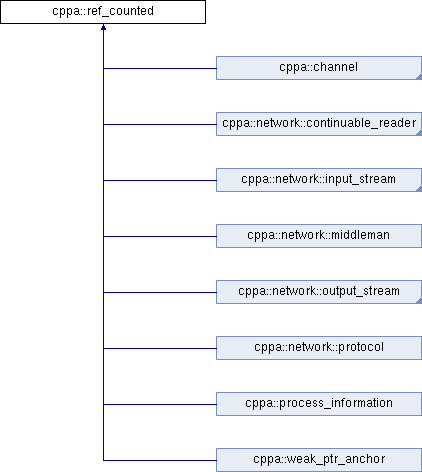 cppa::ref_counted
cppa::channel
cppa::network::continuable_reader
cppa::network::input_stream
cppa::network::middleman
cppa::network::output_stream
cppa::network::protocol
cppa::process_information
cppa::weak_ptr_anchor